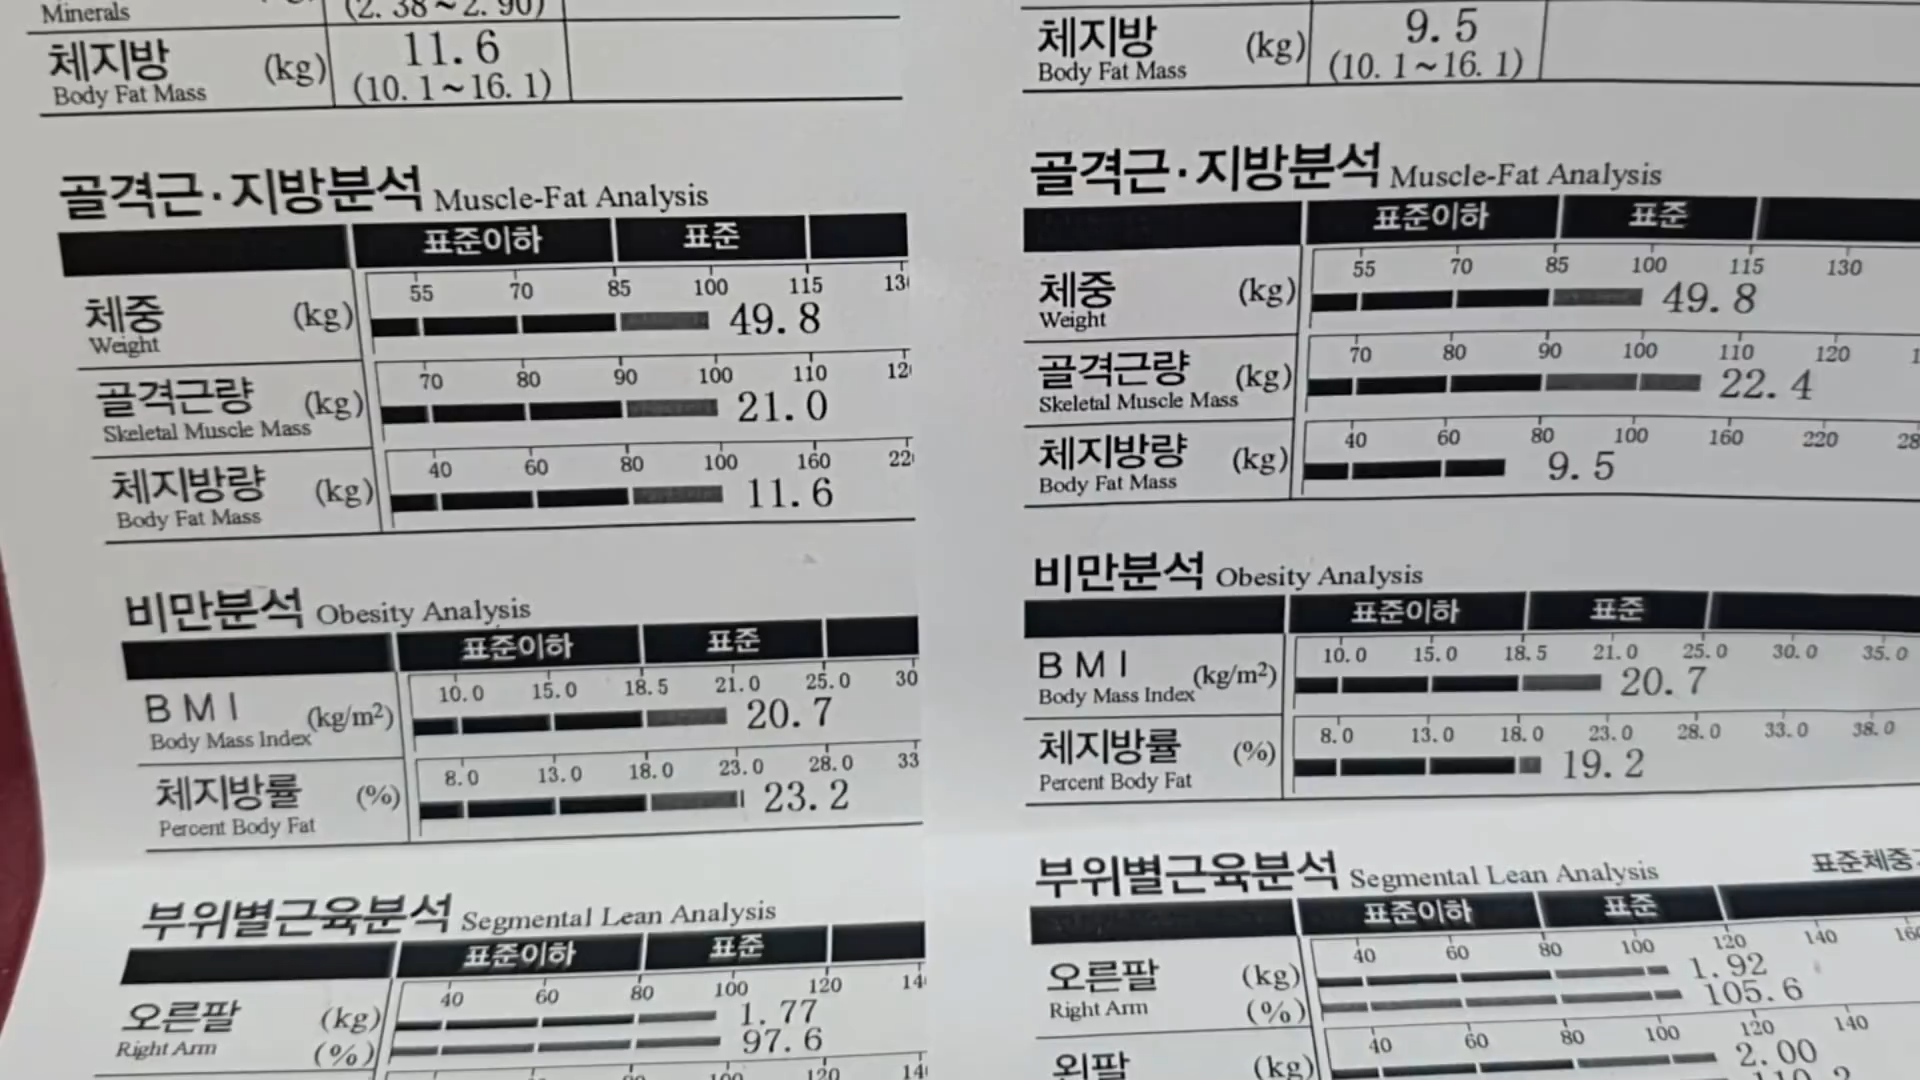 Minerals
(2. 38~2. 90)
체지방 (kg) 11. 6
Body Fat Mass (10. 1~16. 1)
골격근·지방분석 Muscle-Fat Analysis
표준이하 표준
55 70 85 100 115
체중 (kg) 49. 8
Weight
70 80 90 100 110
골격근량 (kg) 21. 0
Skeletal Muscle Mass
40 60 80 100 160
체지방량 (kg) 11. 6
Body Fat Mass
비만분석 Obesity Analysis
표준이하 표준
10. 0 15. 0 18. 5 21. 0 25. 0 30
BMI (kg/m²) 20. 7
Body Mass Index
8. 0 13. 0 18. 0 23. 0 28. 0 33
체지방률 (%) 23. 2
Percent Body Fat
부위별근육분석 Segmental Lean Analysis
표준이하 표준
40 60 80 100 120
오른팔 (kg) 1. 77
Right Arm (%) 97. 6
80 100 120
체지방 (kg) 9. 5
Body Fat Mass (10. 1~16. 1)
골격근·지방분석 Muscle-Fat Analysis
표준이하 표준
55 70 85 100 115 130
체중 (kg) 49. 8
Weight
70 80 90 100 110 120
골격근량 (kg) 22. 4
Skeletal Muscle Mass
40 60 80 100 160 220
체지방량 (kg) 9. 5
Body Fat Mass
비만분석 Obesity Analysis
표준이하 표준
10. 0 15. 0 18. 5 21. 0 25. 0 30. 0 35. 0
BMI (kg/m²) 20. 7
Body Mass Index
8. 0 13. 0 18. 0 23. 0 28. 0 33. 0 38. 0
체지방률 (%) 19. 2
Percent Body Fat
부위별근육분석 Segmental Lean Analysis 표준체중
표준이하 표준
40 60 80 100 120 140
오른팔 (kg) 1. 92
Right Arm (%) 105. 6
40 60 80 100 120 140
왼팔 (kg) 2. 00